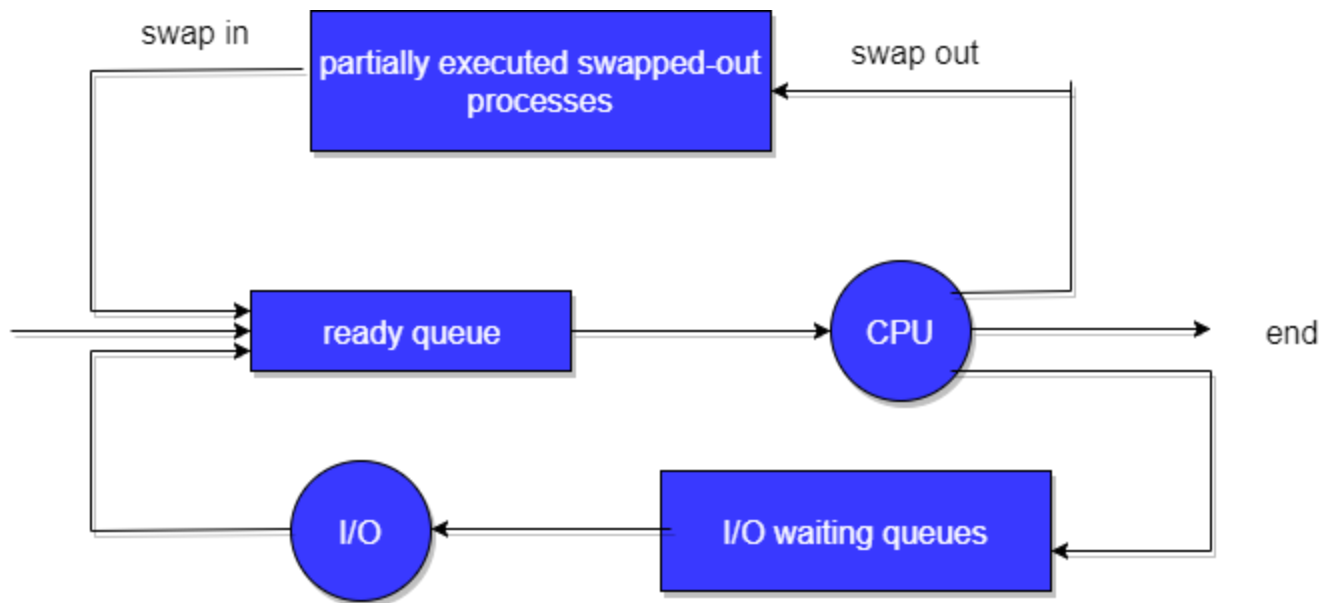 swap in
partially executed swapped-out
processes
swap out
ready queue
CPU
end
I/O
I/O waiting queues